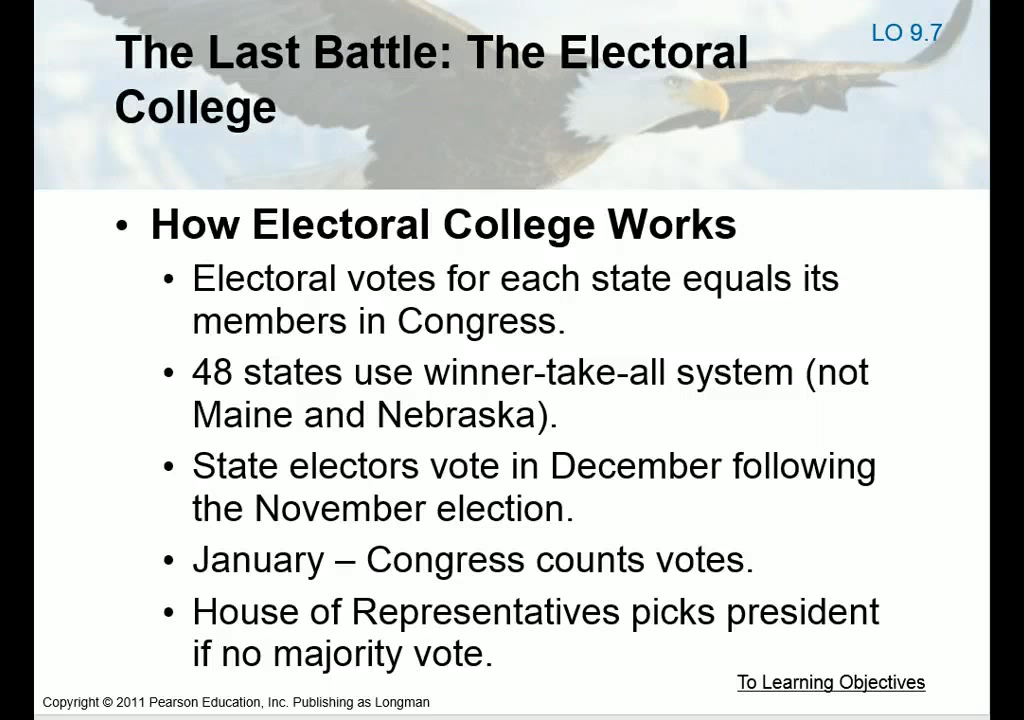 LO 9.7
The Last Battle: The Electoral
College
• How Electoral College Works
• Electoral votes for each state equals its
members in Congress.
• 48 states use winner-take-all system (not
Maine and Nebraska).
• State electors vote in December following
the November election.
• January – Congress counts votes.
• House of Representatives picks president
if no majority vote.
To Learning Objectives
Copyright © 2011 Pearson Education, Inc. Publishing as Longman